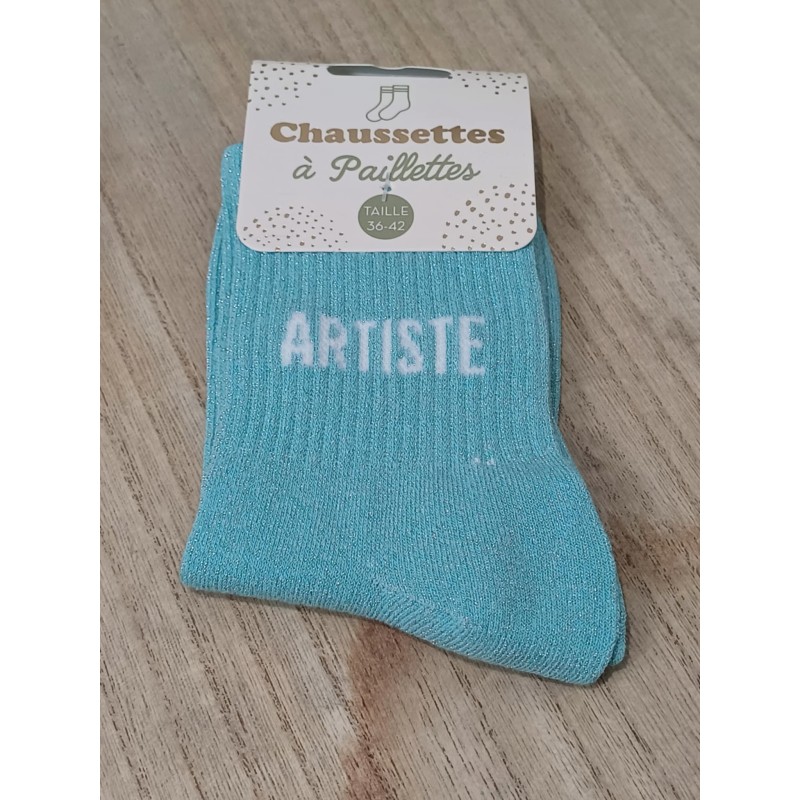 Chaussettes
à Paillettes
TAILLE
36-42
ARTISTE